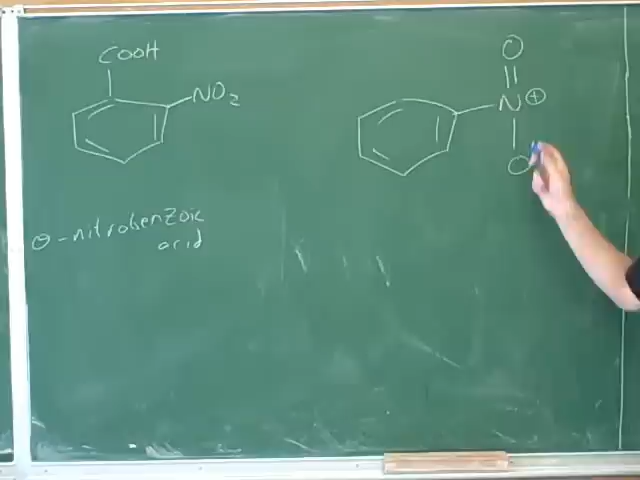 COOH
NO2
o-nitrobenzoic
acid
O
N⊕
O